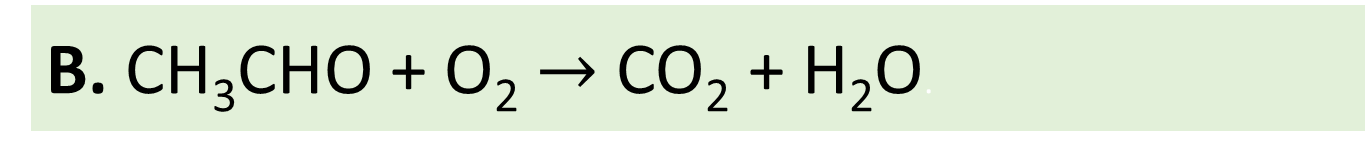 B. CH₃CHO + O₂ → CO₂ + H₂O